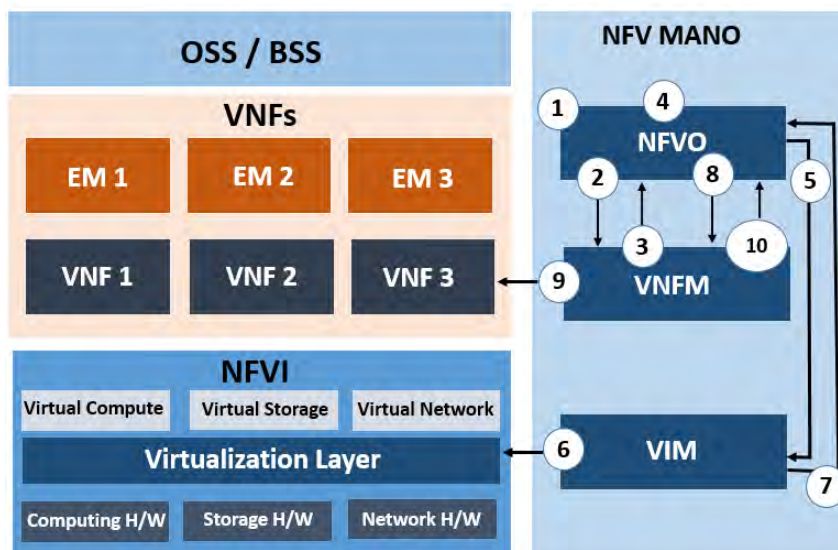 OSS / BSS
VNFs
EM 1
EM 2
EM 3
VNF 1
VNF 2
VNF 3
NFVI
Virtual Compute
Virtual Storage
Virtual Network
Virtualization Layer
Computing H/W
Storage H/W
Network H/W
NFV MANO
1
4
NFVO
2
8
5
3
10
9
VNFM
6
VIM
7